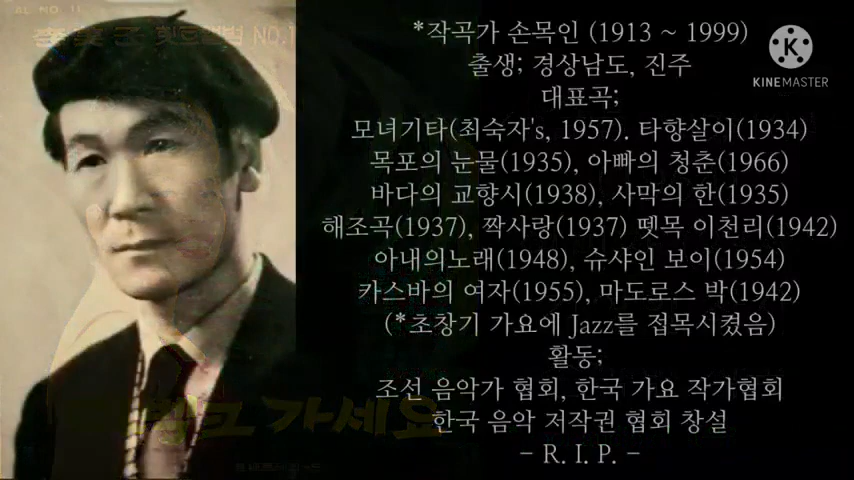 *작곡가 손목인 (1913 ~ 1999)
출생; 경상남도, 진주
KINEMASTER
대표곡;
모녀기타(최숙자's, 1957). 타향살이(1934)
목포의 눈물(1935), 아빠의 청춘(1966)
바다의 교향시(1938), 사막의 한(1935)
해조곡(1937), 짝사랑(1937) 뗏목 이천리(1942)
아내의노래(1948), 슈샤인 보이(1954)
카스바의 여자(1955), 마도로스 박(1942)
(*초창기 가요에 Jazz를 접목시켰음)
활동;
조선 음악가 협회, 한국 가요 작가협회
한국 음악 저작권 협회 창설
- R. I. P. -